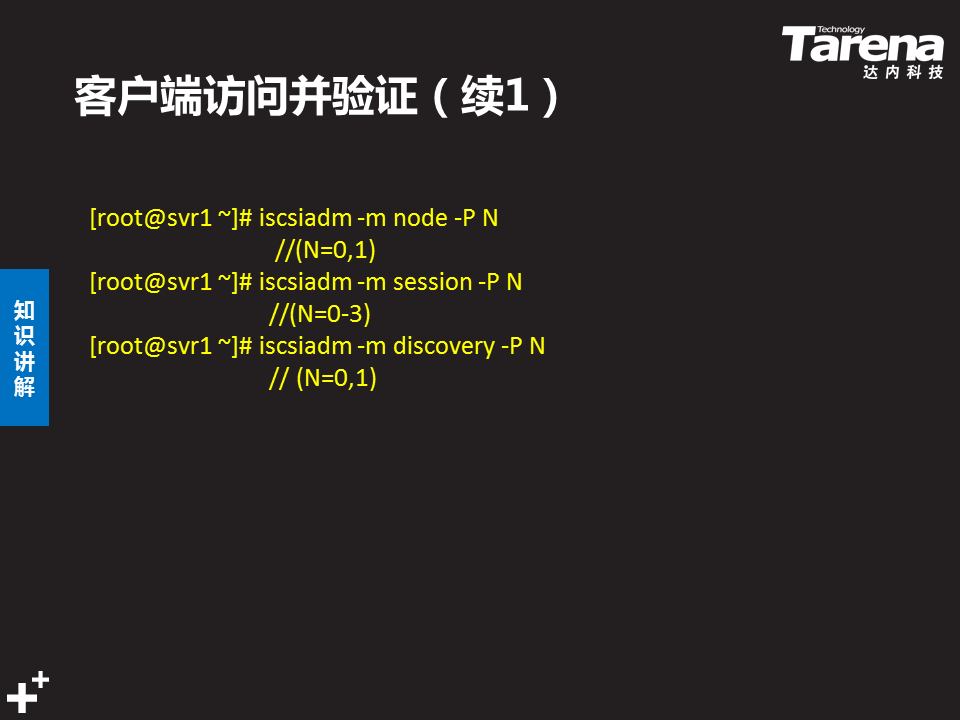 Technology
Tarena
达内科技
客户端访问并验证（续1）
[root@svr1 ~]# iscsiadm -m node -P N
//(N=0,1)
[root@svr1 ~]# iscsiadm -m session -P N
//(N=0-3)
[root@svr1 ~]# iscsiadm -m discovery -P N
// (N=0,1)
知识讲解